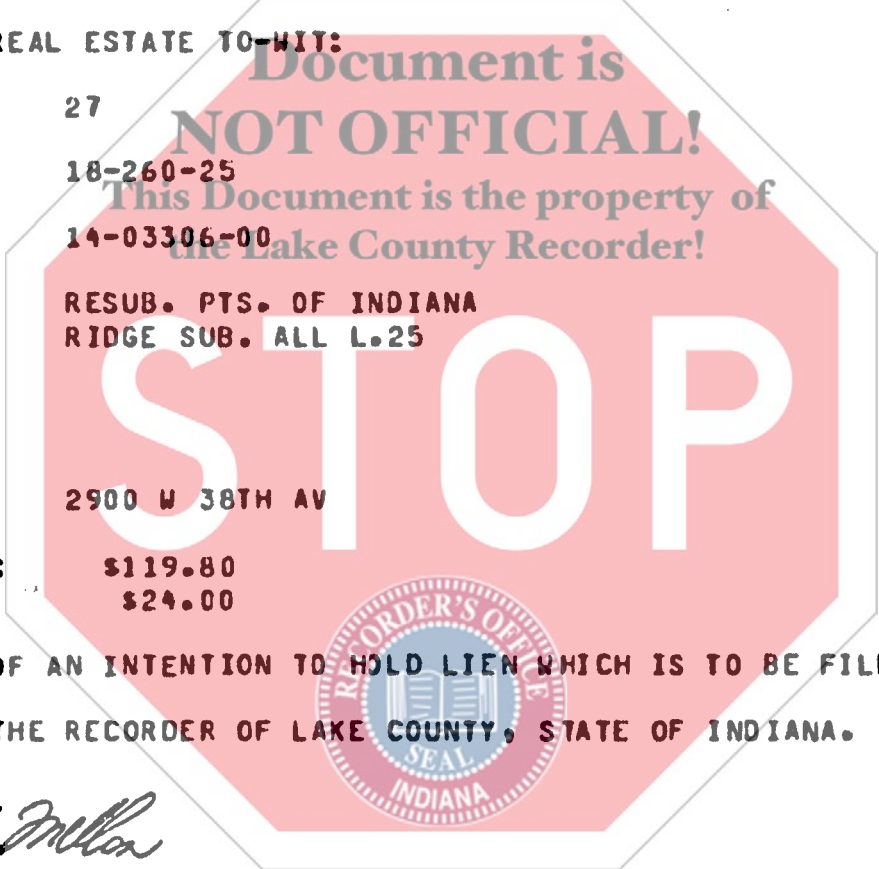 REAL ESTATE TO-WIT:
Document is
27
NOT OFFICIAL!
18-260-25
This Document is the property of
14-03306-00
the Lake County Recorder!
RESUB. PTS. OF INDIANA
RIDGE SUB. ALL L.25
STOP
2900 W 38TH AV
: $119.80
$24.00
RECORDER'S OFFICE
OF AN INTENTION TO HOLD LIEN WHICH IS TO BE
THE RECORDER OF LAKE COUNTY, STATE OF INDIANA.
SEAL
INDIANA